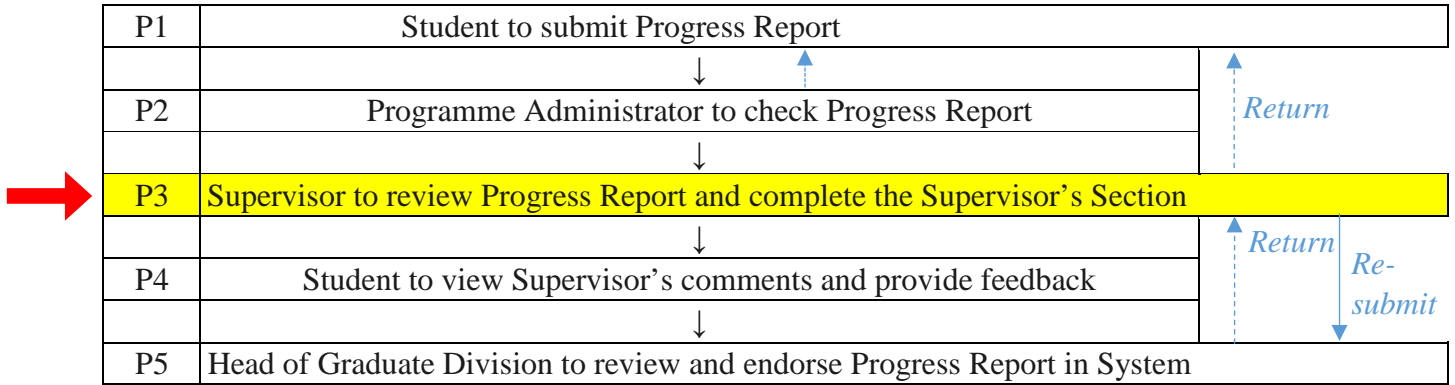 P1 Student to submit Progress Report
↓
P2 Programme Administrator to check Progress Report
Return
↓
P3 Supervisor to review Progress Report and complete the Supervisor’s Section
↓
Return
P4 Student to view Supervisor’s comments and provide feedback
Re-
submit
↓
P5 Head of Graduate Division to review and endorse Progress Report in System